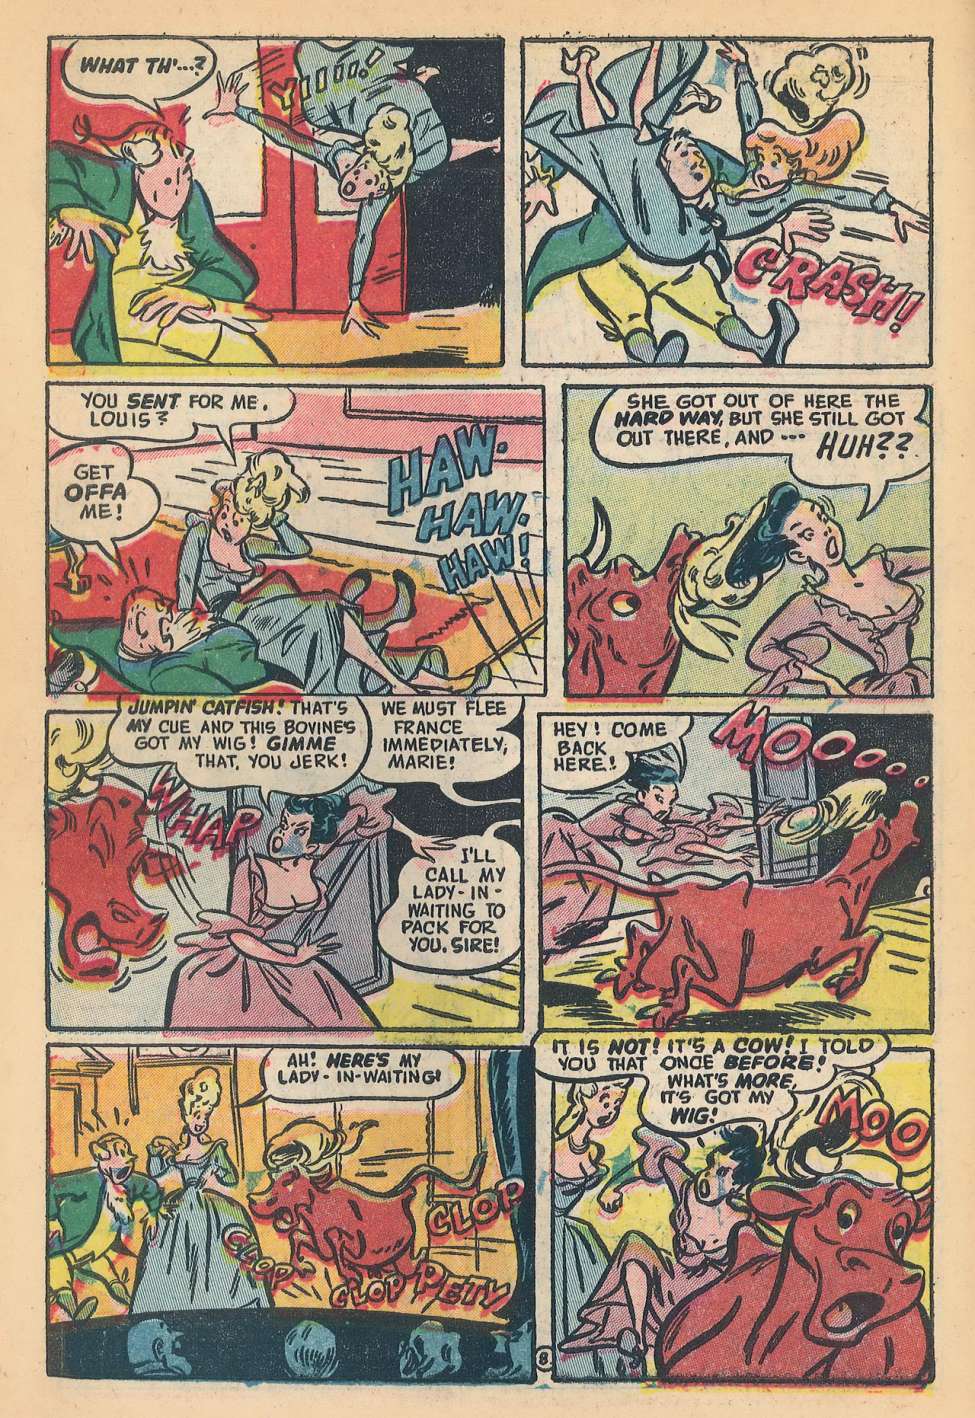 WHAT TH'...?
YIIIII!
CRASH!
YOU SENT FOR ME,
LOUIS?
GET
OFFA
ME!
HAW-
HAW-
HAW!
SHE GOT OUT OF HERE THE
HARD WAY, BUT SHE STILL GOT
OUT THERE, AND ---
HUH??
JUMPIN' CATFISH! THAT'S
MY CUE AND THIS BOVINE'S
GOT MY WIG! GIMME
THAT, YOU JERK!
WHAP
WE MUST FLEE
FRANCE
IMMEDIATELY,
MARIE!
I'LL
CALL MY
LADY-IN-
WAITING TO
PACK FOR
YOU, SIRE!
HEY! COME
BACK
HERE!
MOO....
AH! HERE'S MY
LADY-IN-WAITING!
CLOP
CLOP
CLOP
PETY
IT IS NOT! IT'S A COW! I TOLD
YOU THAT ONCE BEFORE!
WHAT'S MORE,
IT'S GOT MY
WIG!
MOO
8